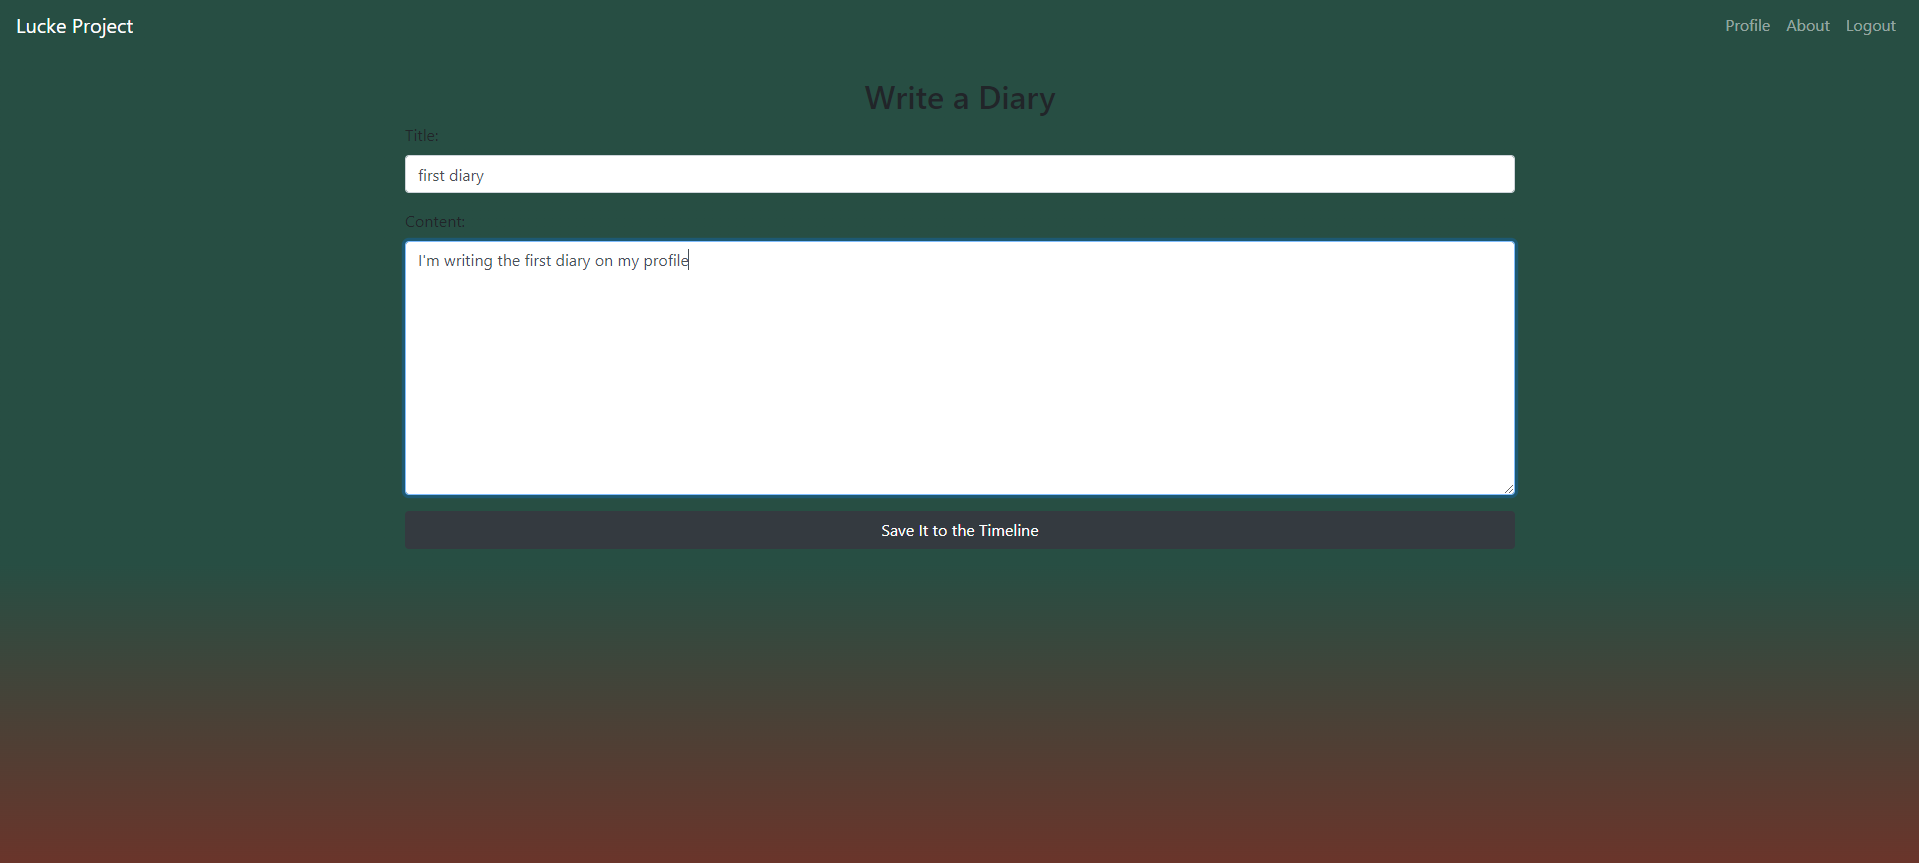 Lucke Project
Profile About Logout
Write a Diary
Title:
first diary
Content:
I'm writing the first diary on my profile
Save It to the Timeline